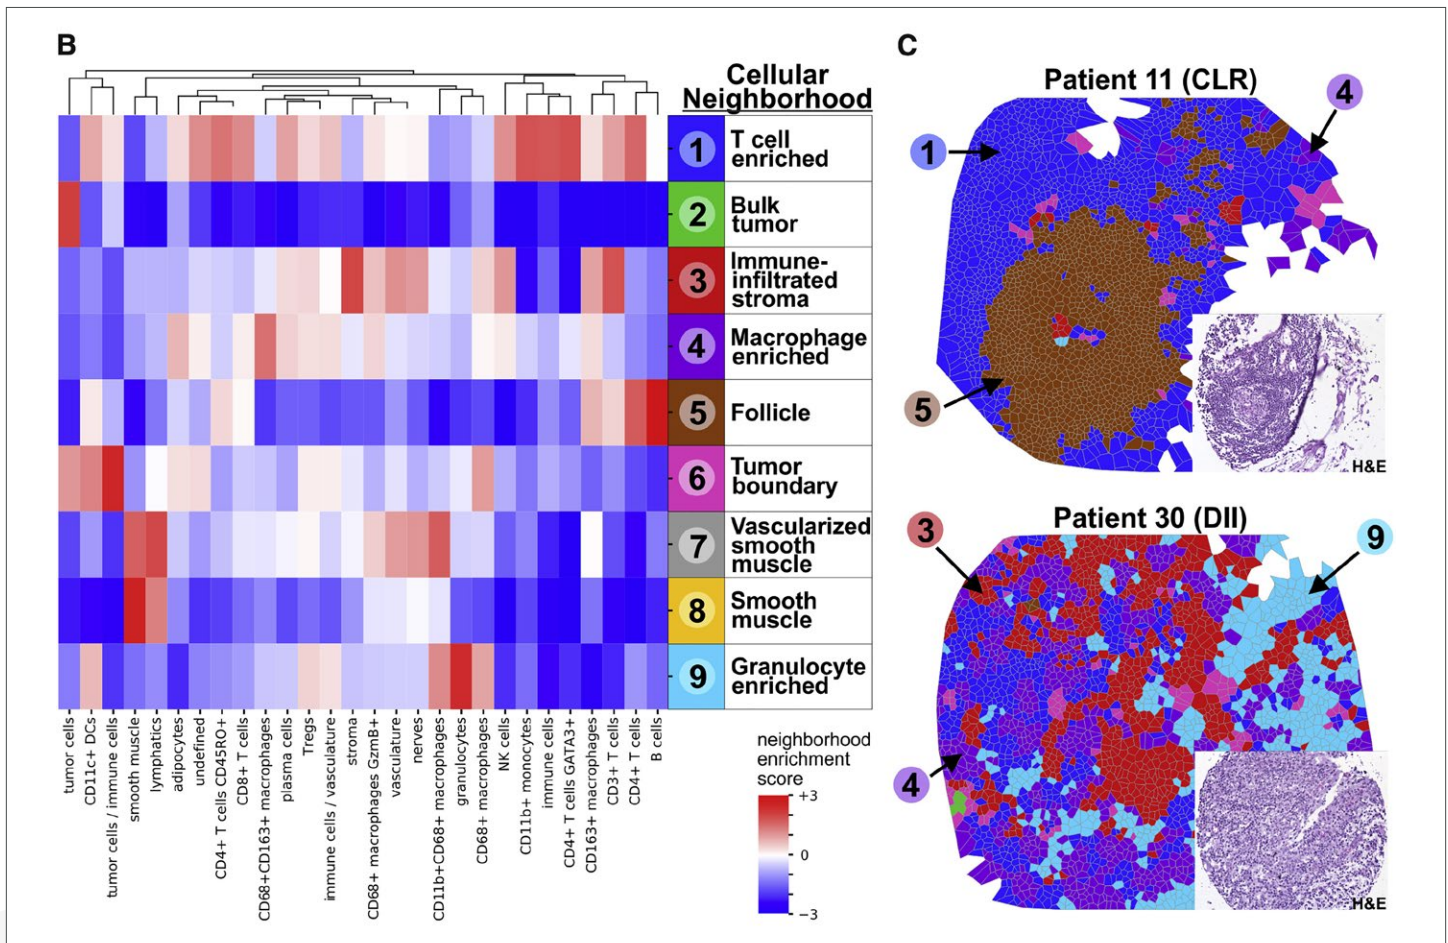 B
Cellular
Neighborhood
1
T cell
enriched
2
Bulk
tumor
3
Immune-
infiltrated
stroma
4
Macrophage
enriched
5
Follicle
6
Tumor
boundary
7
Vascularized
smooth
muscle
8
Smooth
muscle
9
Granulocyte
enriched
tumor cells
CD11c+ DCs
tumor cells / immune cells
smooth muscle
lymphatics
adipocytes
undefined
CD4+ T cells CD45RO+
CD8+ T cells
CD68+CD163+ macrophages
plasma cells
Tregs
immune cells / vasculature
stroma
CD68+ macrophages GzmB+
vasculature
nerves
CD11b+CD68+ macrophages
granulocytes
CD68+ macrophages
NK cells
CD11b+ monocytes
immune cells
CD4+ T cells GATA3+
CD163+ macrophages
CD3+ T cells
CD4+ T cells
B cells
neighborhood
enrichment
score
+3
0
−3
C
Patient 11 (CLR)
4
1
5
H&E
Patient 30 (DII)
3
9
4
H&E